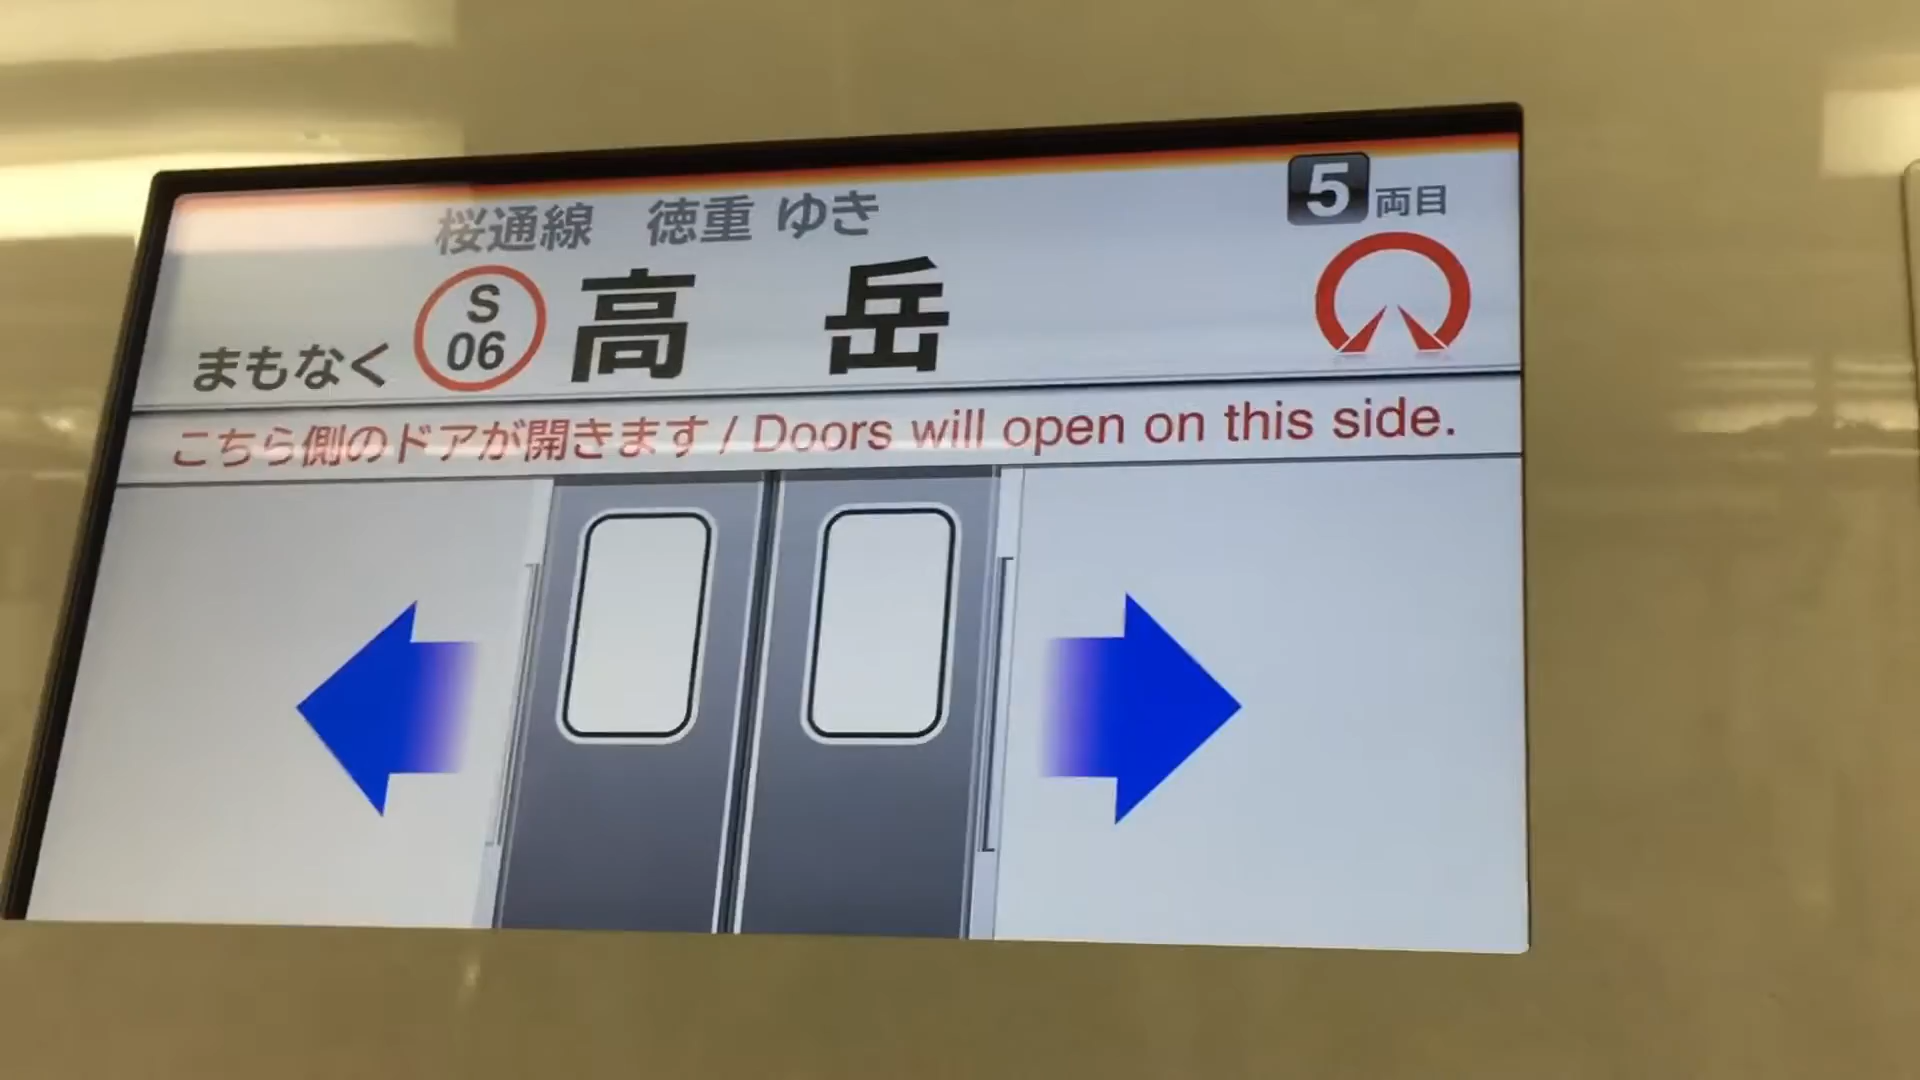 桜通線 徳重 ゆき
5 両目
まもなく S 06 高岳
こちら側のドアが開きます / Doors will open on this side.